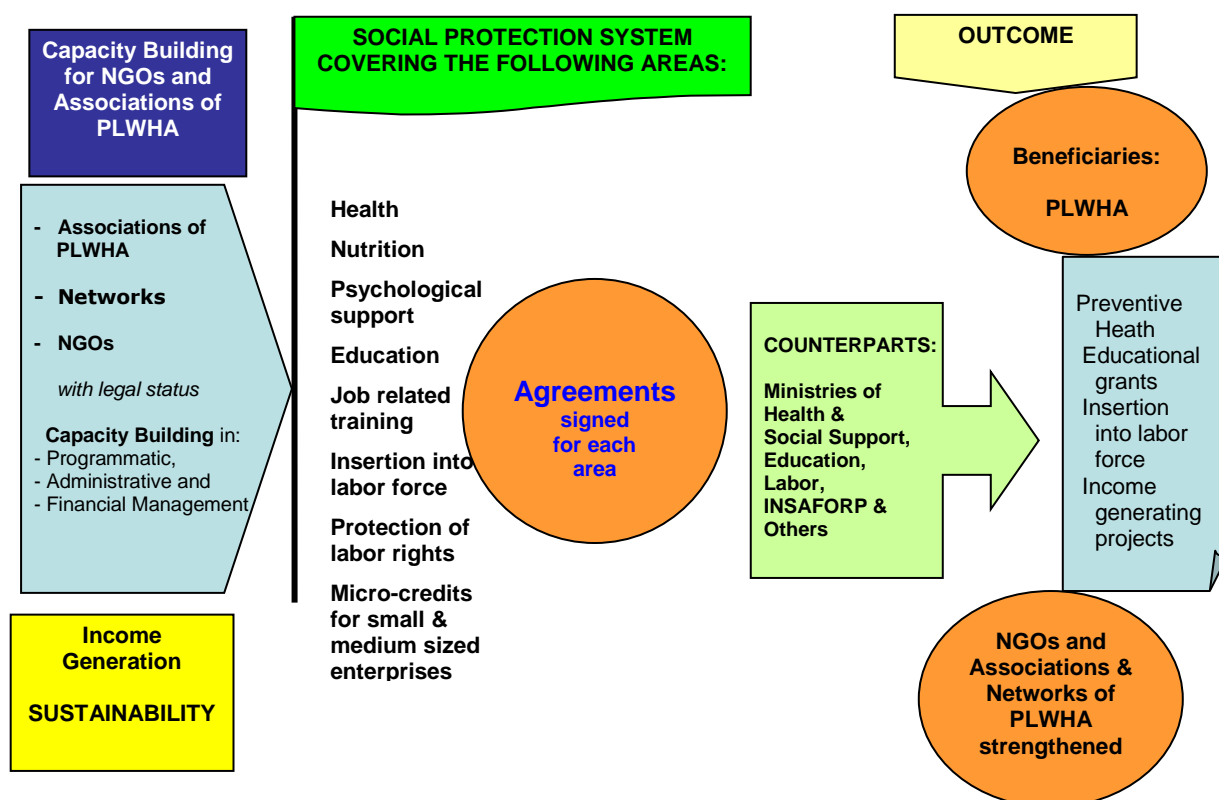 Capacity Building
for NGOs and
Associations of
PLWHA
- Associations of
PLWHA
- Networks
- NGOs
with legal status
Capacity Building in:
- Programmatic,
- Administrative and
- Financial Management
Income
Generation
SUSTAINABILITY
SOCIAL PROTECTION SYSTEM
COVERING THE FOLLOWING AREAS:
Health
Nutrition
Psychological
support
Education
Job related
training
Insertion into
labor force
Protection of
labor rights
Micro-credits
for small &
medium sized
enterprises
Agreements
signed
for each
area
COUNTERPARTS:
Ministries of
Health &
Social Support,
Education,
Labor,
INSAFORP &
Others
OUTCOME
Beneficiaries:
PLWHA
Preventive
Heath
Educational
grants
Insertion
into labor
force
Income
generating
projects
NGOs and
Associations &
Networks of
PLWHA
strengthened